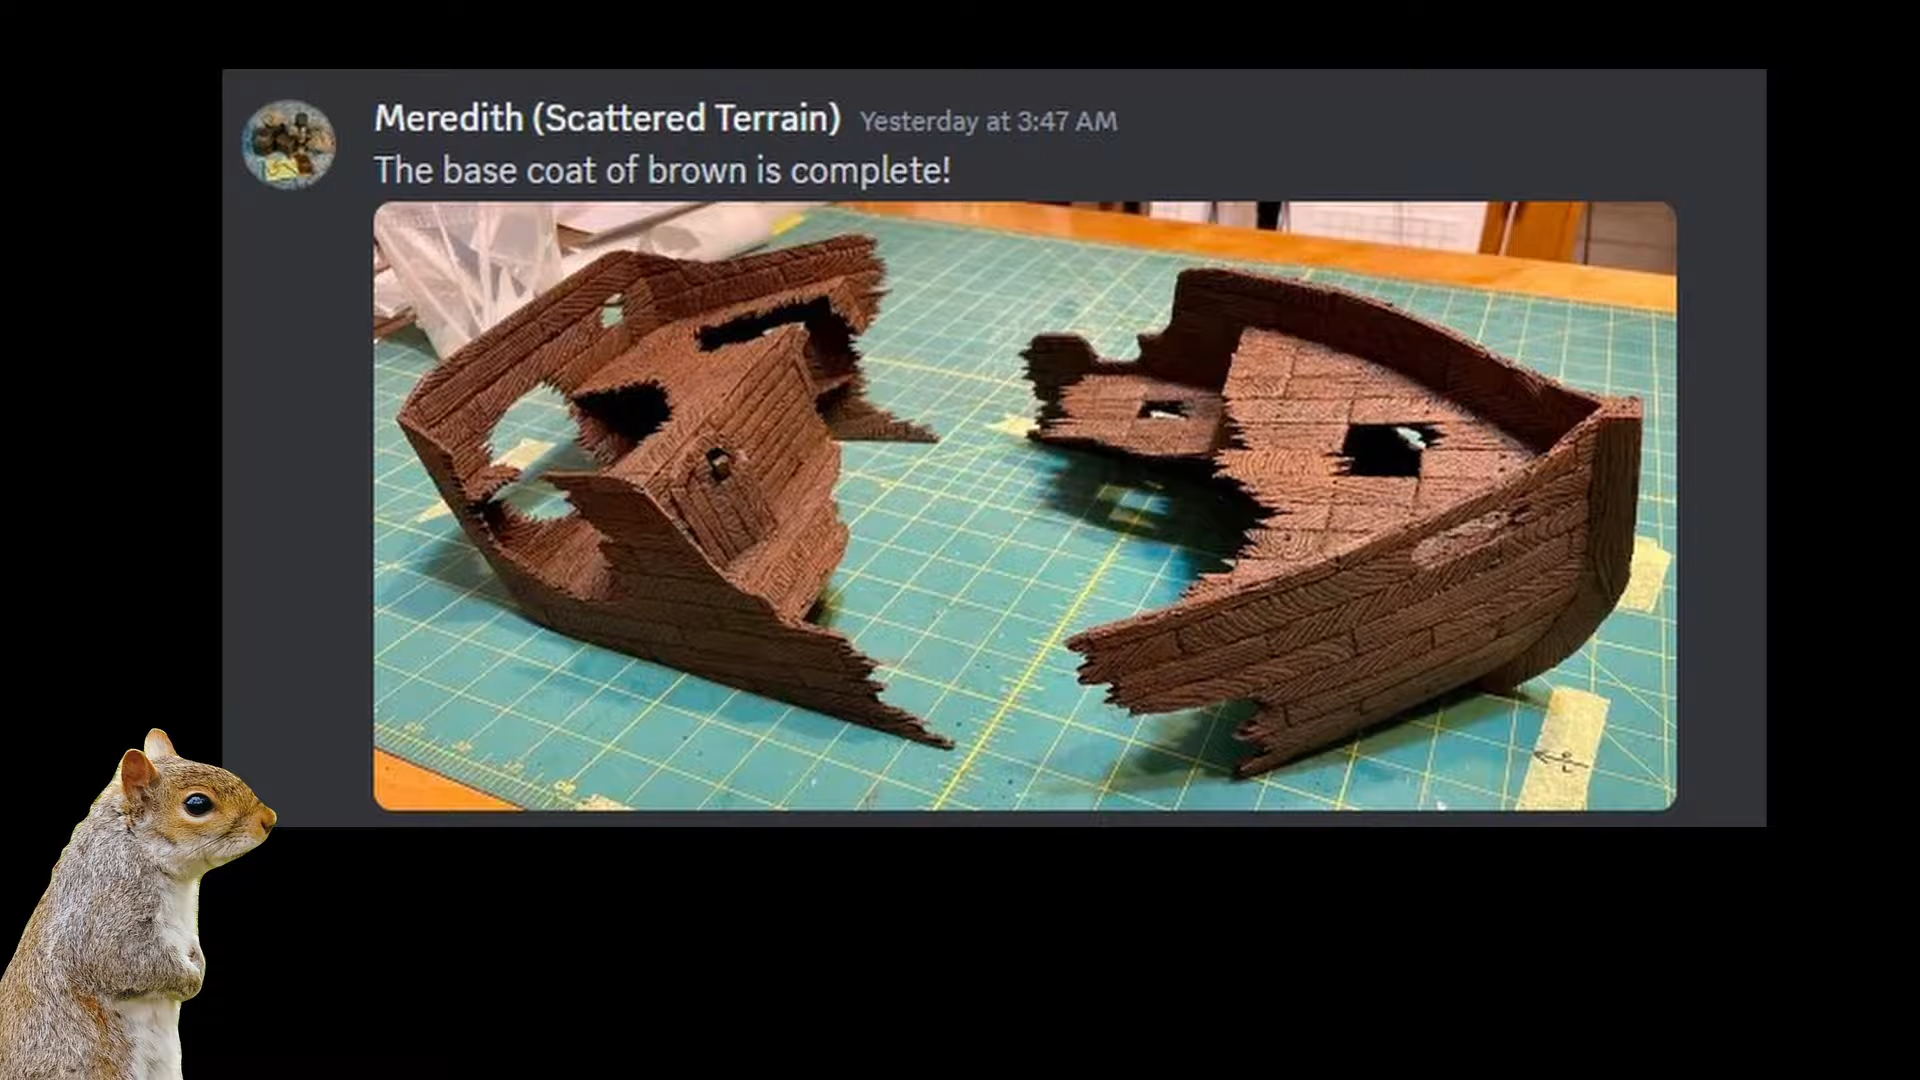 Meredith (Scattered Terrain) Yesterday at 3:47 AM
The base coat of brown is complete!